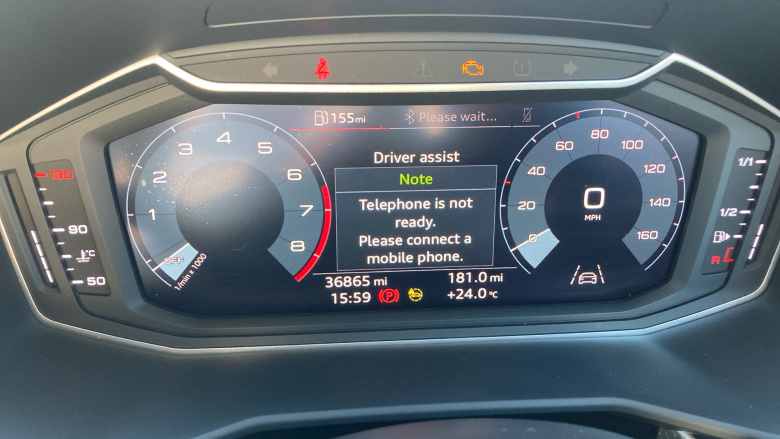 155mi
Please wait...
Driver assist
Note
Telephone is not
ready.
Please connect a
mobile phone.
36865 mi
181.0 mi
15:59
(P)
+24.0°C
OFF
1
2
3
4
5
6
7
8
1/min x 1000
0
20
40
60
80
100
120
140
160
0
MPH
130
90
°C
50
1/1
1/2
R